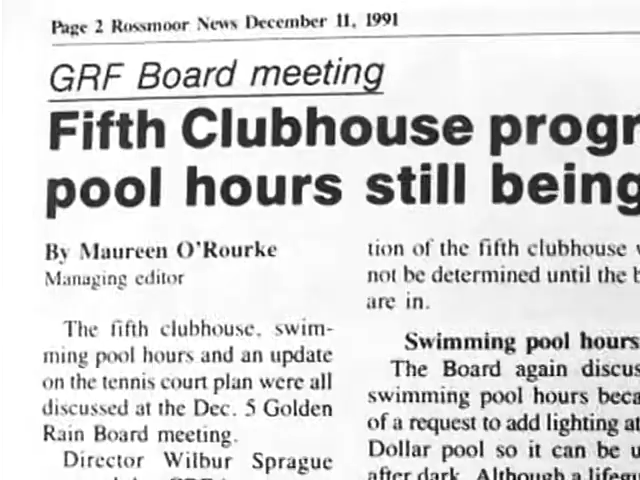 Page 2 Rossmoor News December 11, 1991
GRF Board meeting
Fifth Clubhouse
pool hours still being
By Maureen O'Rourke
Managing editor
The fifth clubhouse, swim-
ming pool hours and an update
on the tennis court plan were all
discussed at the Dec. 5 Golden
Rain Board meeting.
Director Wilbur Sprague
tion of the fifth clubhouse
not be determined until the
are in.
Swimming pool hours
The Board again
swimming pool hours
of a request to add lighting at
Dollar pool so it can be
after dark. Although a